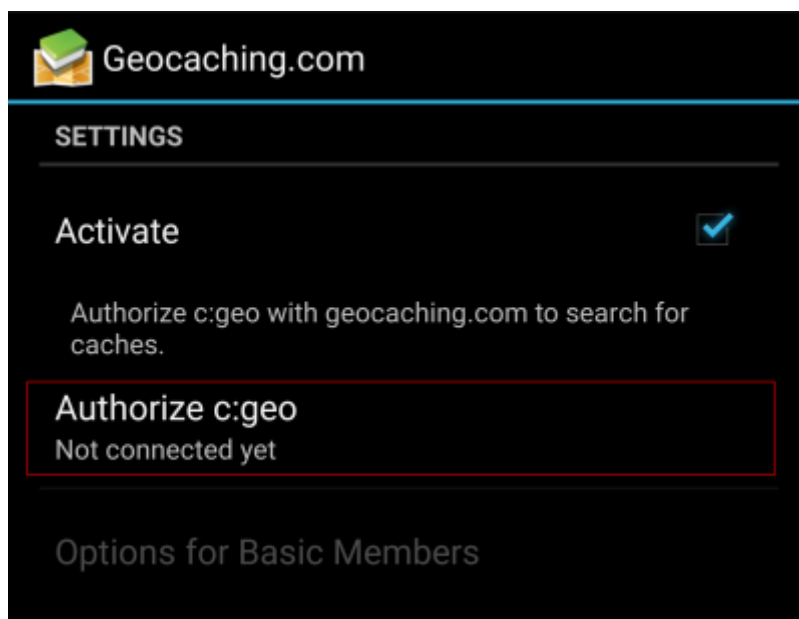 Geocaching.com
SETTINGS
Activate
Authorize c:geo with geocaching.com to search for
caches.
Authorize c:geo
Not connected yet
Options for Basic Members